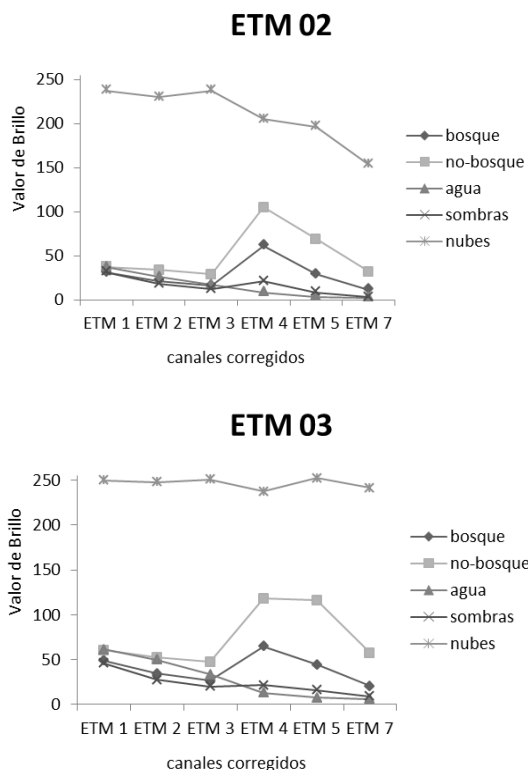 ETM 02
250
200
150
100
50
0
Valor de Brillo
ETM 1 ETM 2 ETM 3 ETM 4 ETM 5 ETM 7
canales corregidos
bosque
no-bosque
agua
sombras
nubes
ETM 03
250
200
150
100
50
0
Valor de Brillo
ETM 1 ETM 2 ETM 3 ETM 4 ETM 5 ETM 7
canales corregidos
bosque
no-bosque
agua
sombras
nubes